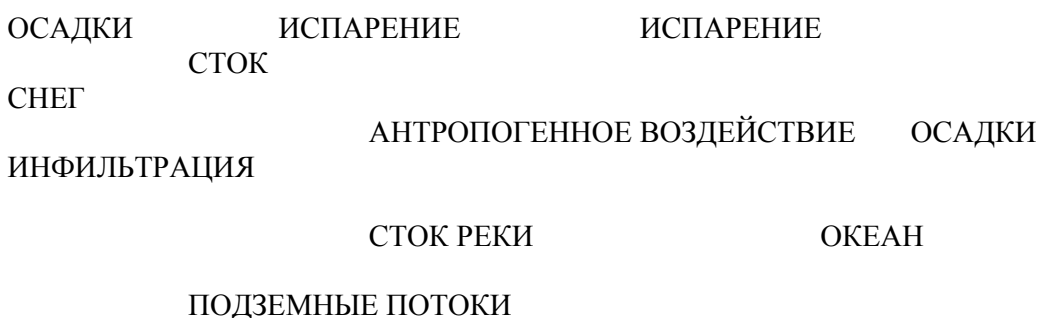 ОСАДКИ ИСПАРЕНИЕ ИСПАРЕНИЕ
СТОК
СНЕГ
АНТРОПОГЕННОЕ ВОЗДЕЙСТВИЕ ОСАДКИ
ИНФИЛЬТРАЦИЯ
СТОК РЕКИ ОКЕАН
ПОДЗЕМНЫЕ ПОТОКИ